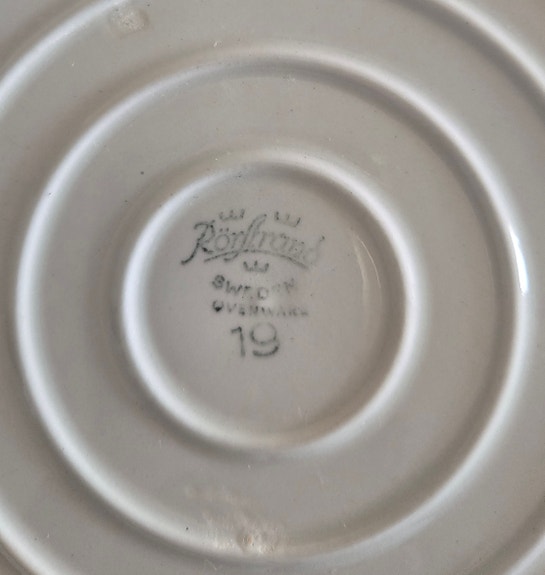 Rörstrand
SWEDEN
OVENWARE
19